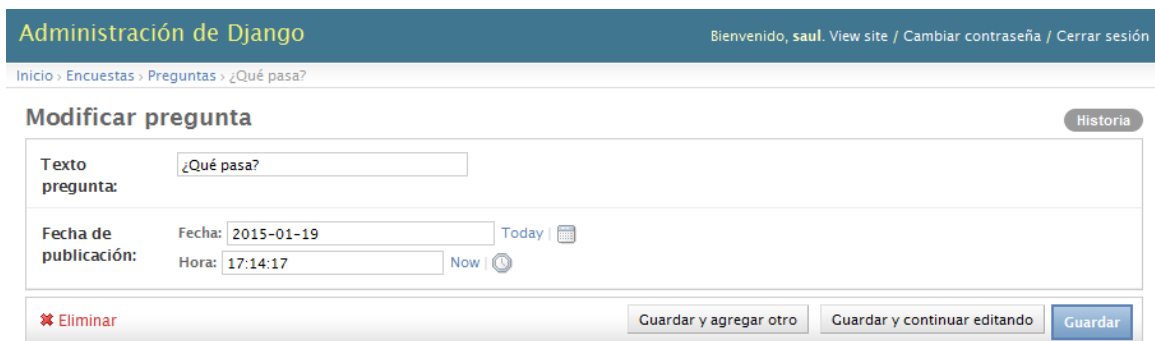 Administración de Django
Bienvenido, saul. View site / Cambiar contraseña / Cerrar sesión
Inicio › Encuestas › Preguntas › ¿Qué pasa?
Modificar pregunta
Historia
Texto pregunta:
¿Qué pasa?
Fecha de publicación:
Fecha: 2015-01-19 Today |
Hora: 17:14:17 Now |
Eliminar
Guardar y agregar otro
Guardar y continuar editando
Guardar